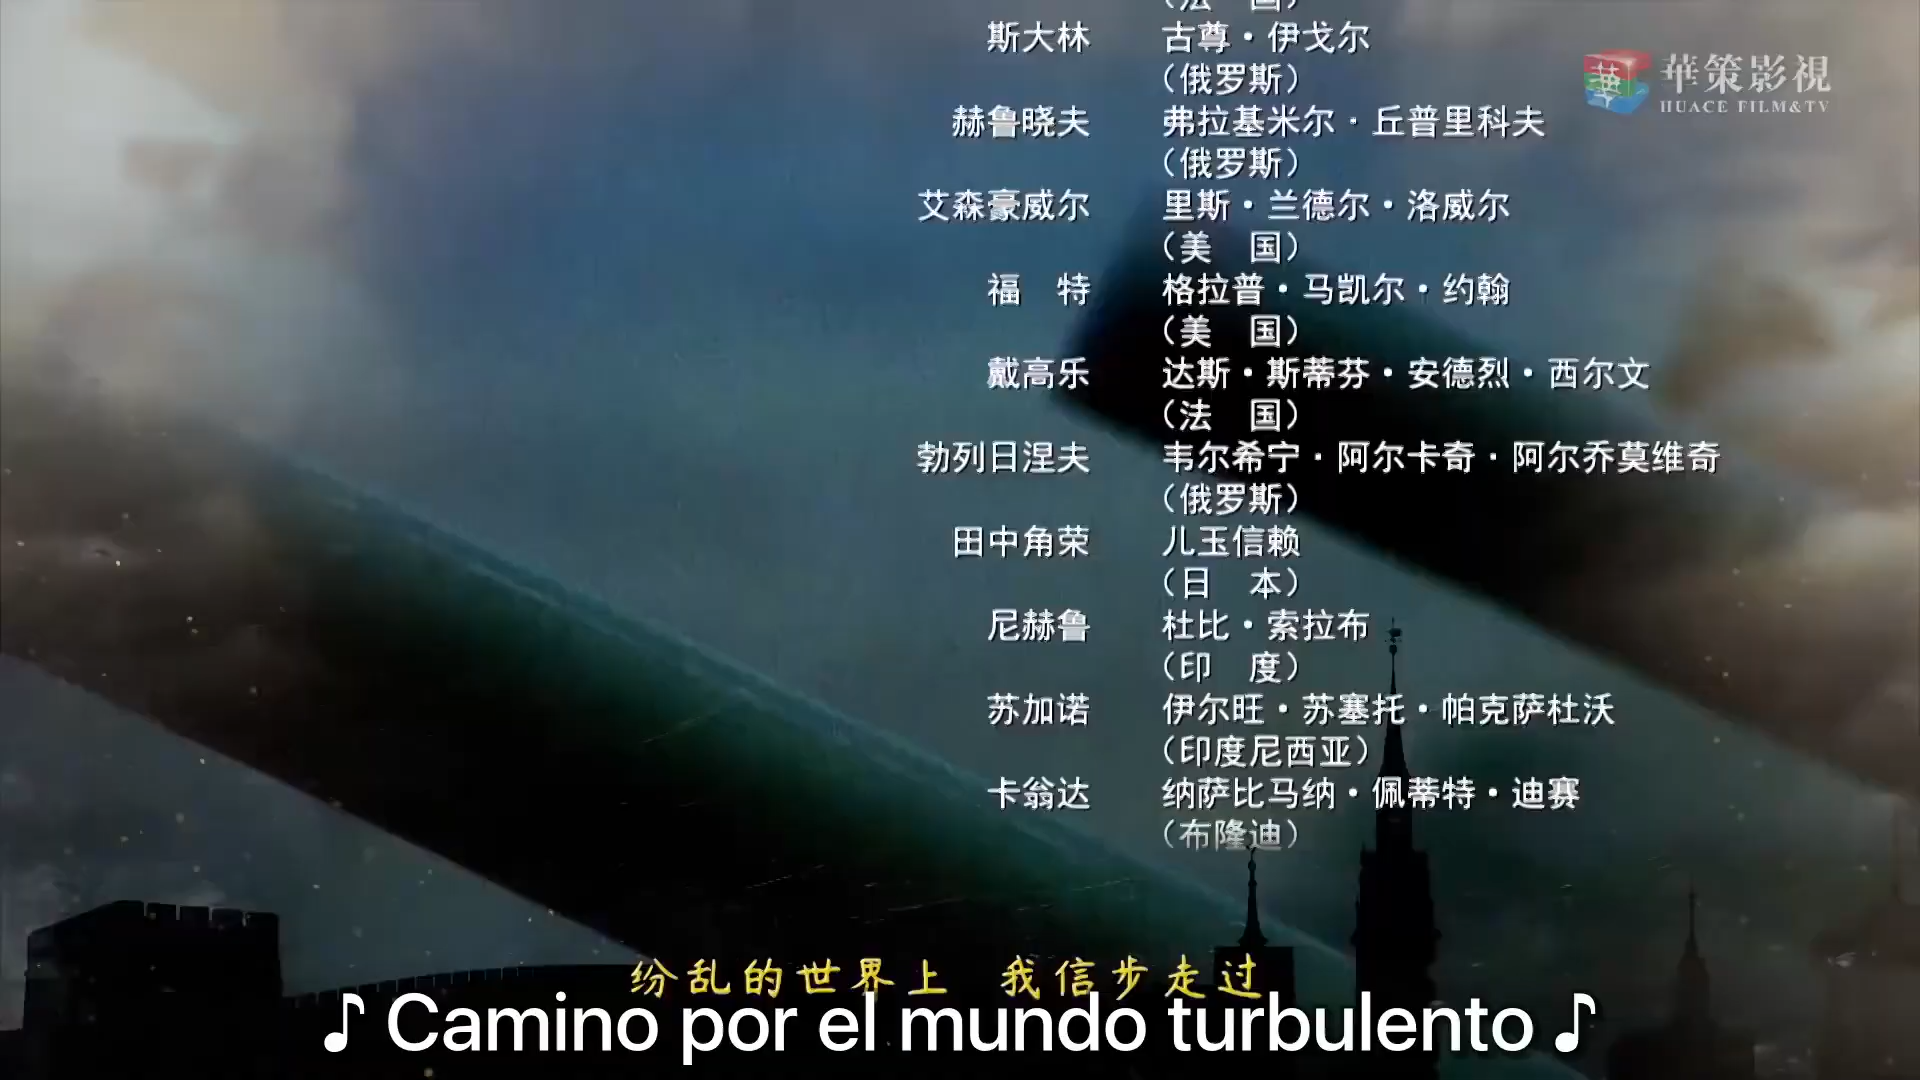 （法　国）
斯大林　古尊·伊戈尔
（俄罗斯）
赫鲁晓夫　弗拉基米尔·丘普里科夫
（俄罗斯）
艾森豪威尔　里斯·兰德尔·洛威尔
（美　国）
福　特　格拉普·马凯尔·约翰
（美　国）
戴高乐　达斯·斯蒂芬·安德烈·西尔文
（法　国）
勃列日涅夫　韦尔希宁·阿尔卡奇·阿尔乔莫维奇
（俄罗斯）
田中角荣　儿玉信赖
（日　本）
尼赫鲁　杜比·索拉布
（印　度）
苏加诺　伊尔旺·苏塞托·帕克萨杜沃
（印度尼西亚）
卡翁达　纳萨比马纳·佩蒂特·迪赛
（布隆迪）
華策影視
HUACE FILM&TV
纷乱的世界上　我信步走过
♪ Camino por el mundo turbulento ♪